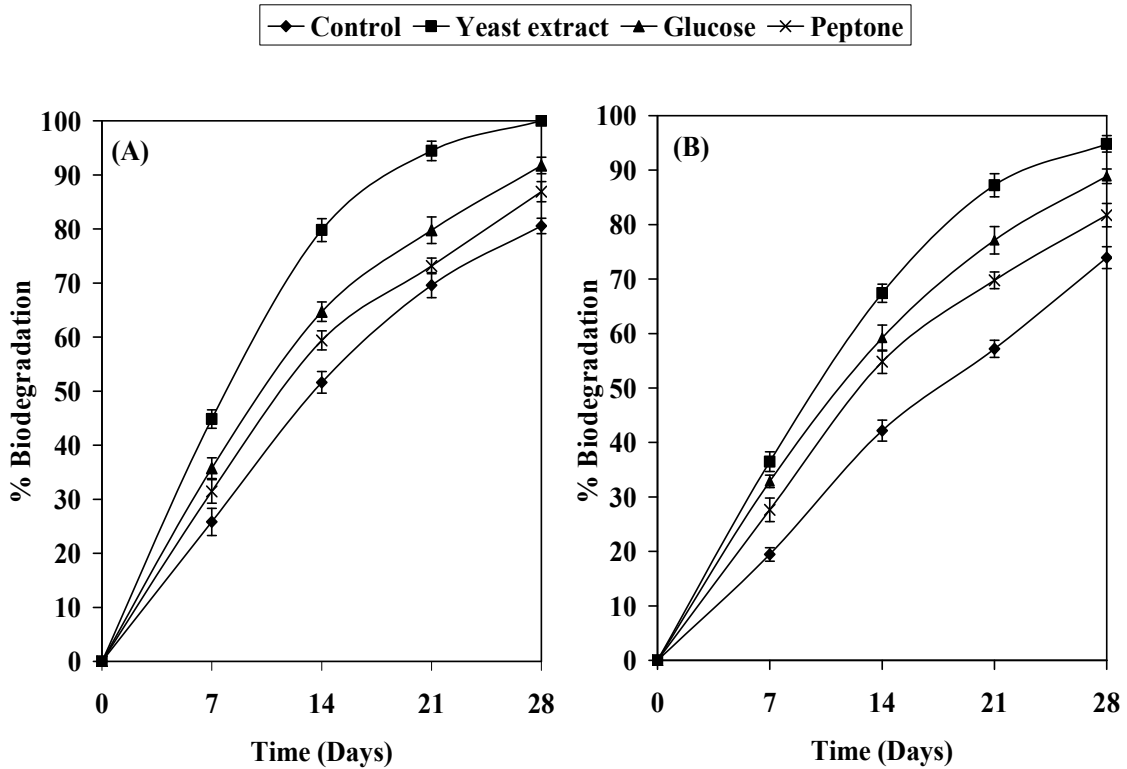 Control Yeast extract Glucose Peptone
(A)
100
90
80
70
60
50
40
30
20
10
0
% Biodegradation
0 7 14 21 28
Time (Days)
(B)
100
90
80
70
60
50
40
30
20
10
0
% Biodegradation
0 7 14 21 28
Time (Days)